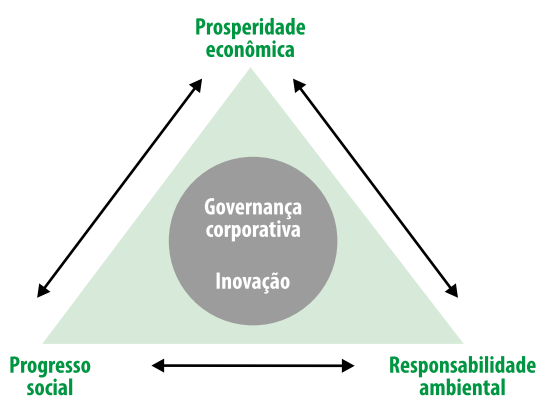 Prosperidade
econômica
Governança
corporativa
Inovação
Progresso
social
Responsabilidade
ambiental